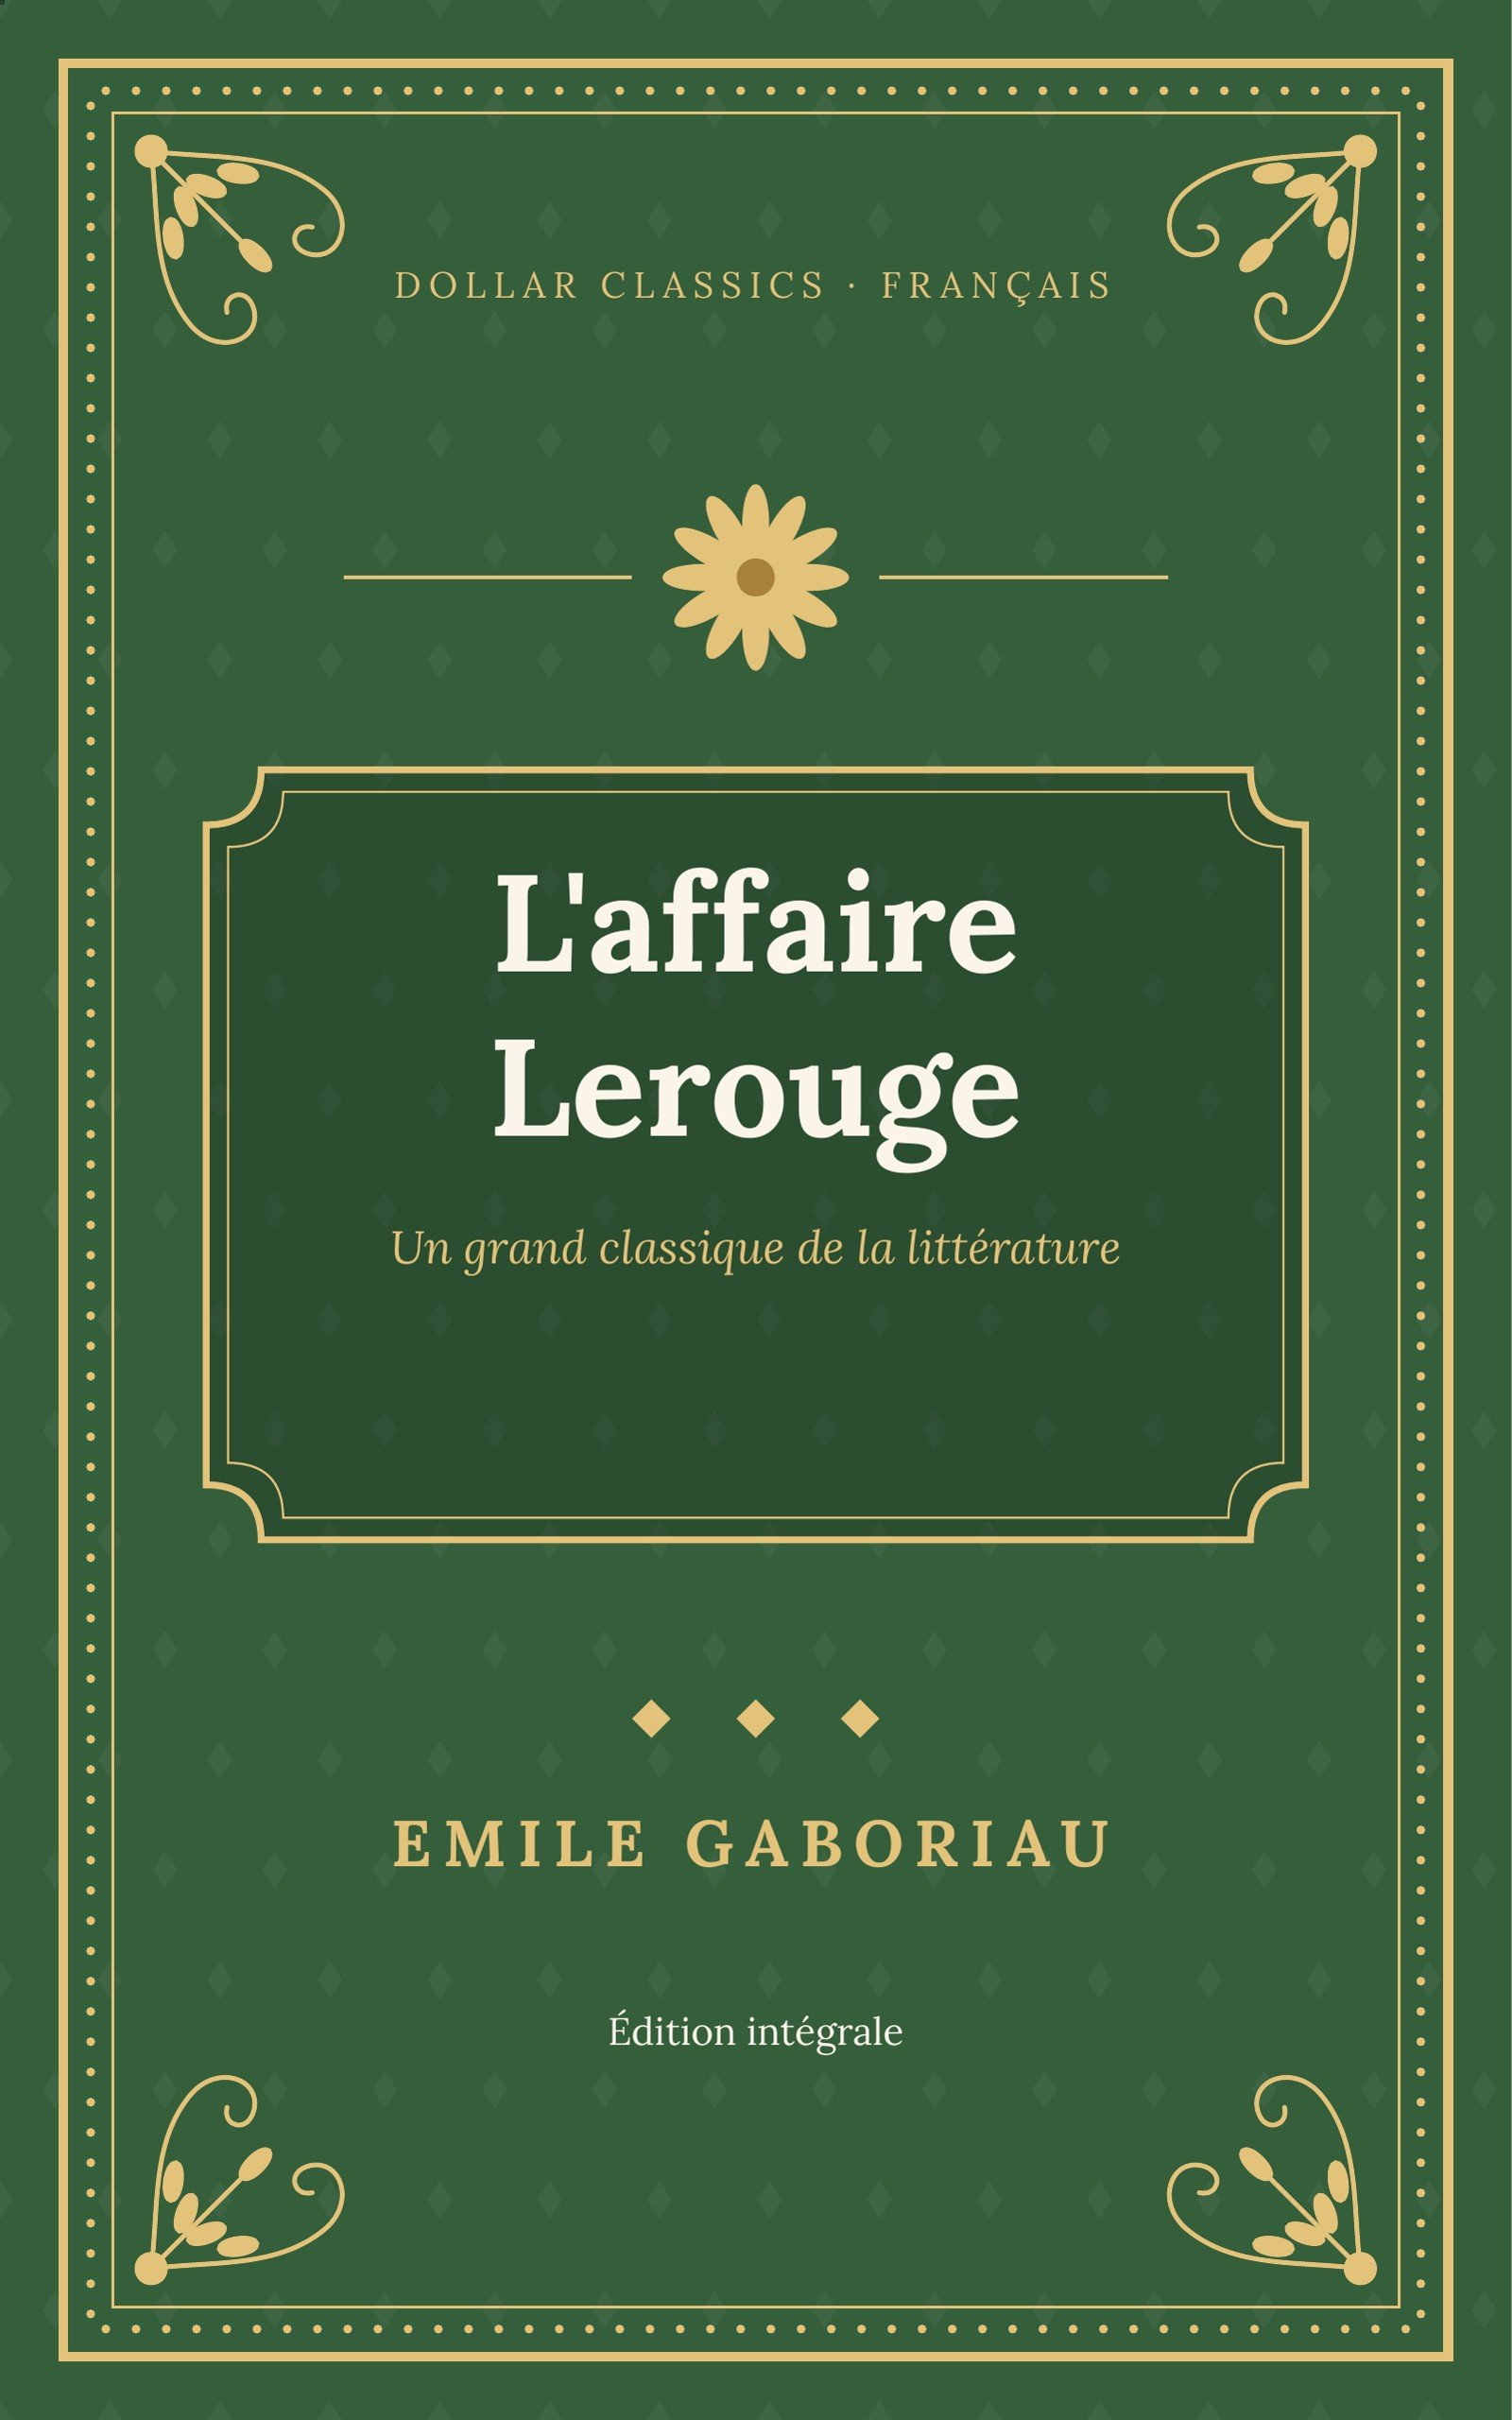 DOLLAR CLASSICS · FRANÇAIS
L'affaire
Lerouge
Un grand classique de la littérature
EMILE GABORIAU
Édition intégrale